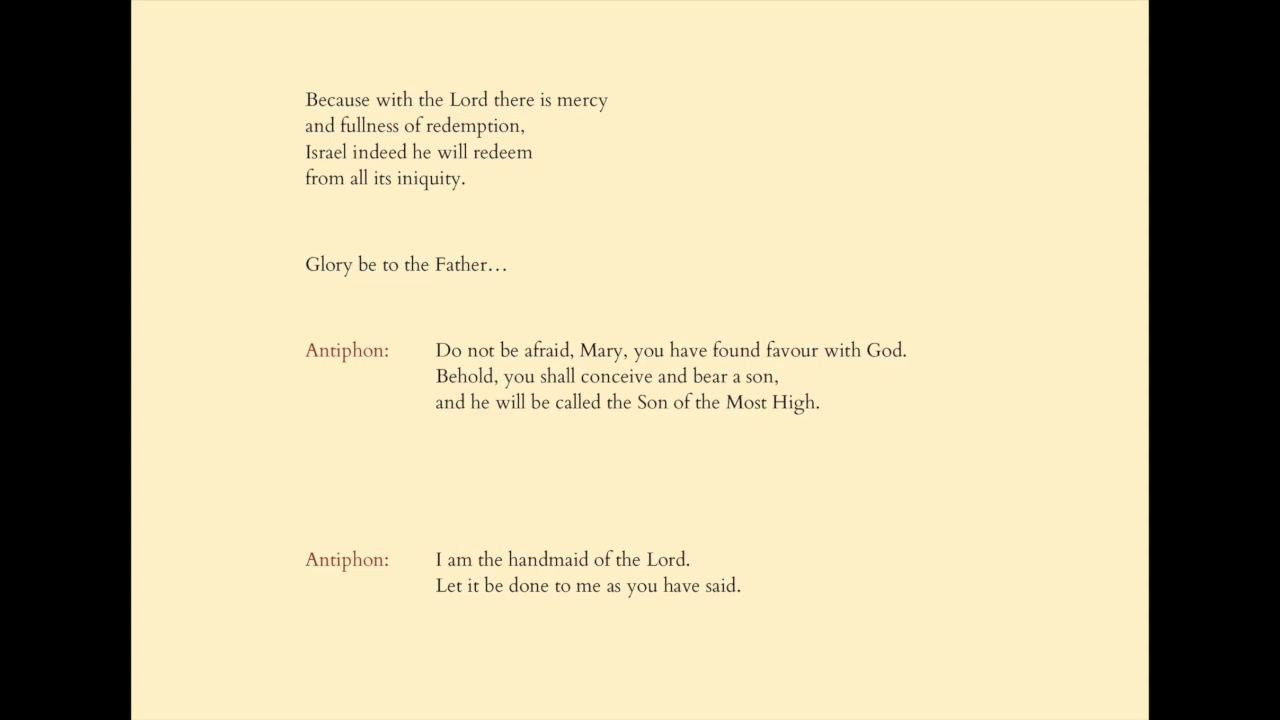 Because with the Lord there is mercy
and fullness of redemption,
Israel indeed he will redeem
from all its iniquity.
Glory be to the Father…
Antiphon: Do not be afraid, Mary, you have found favour with God.
Behold, you shall conceive and bear a son,
and he will be called the Son of the Most High.
Antiphon: I am the handmaid of the Lord.
Let it be done to me as you have said.